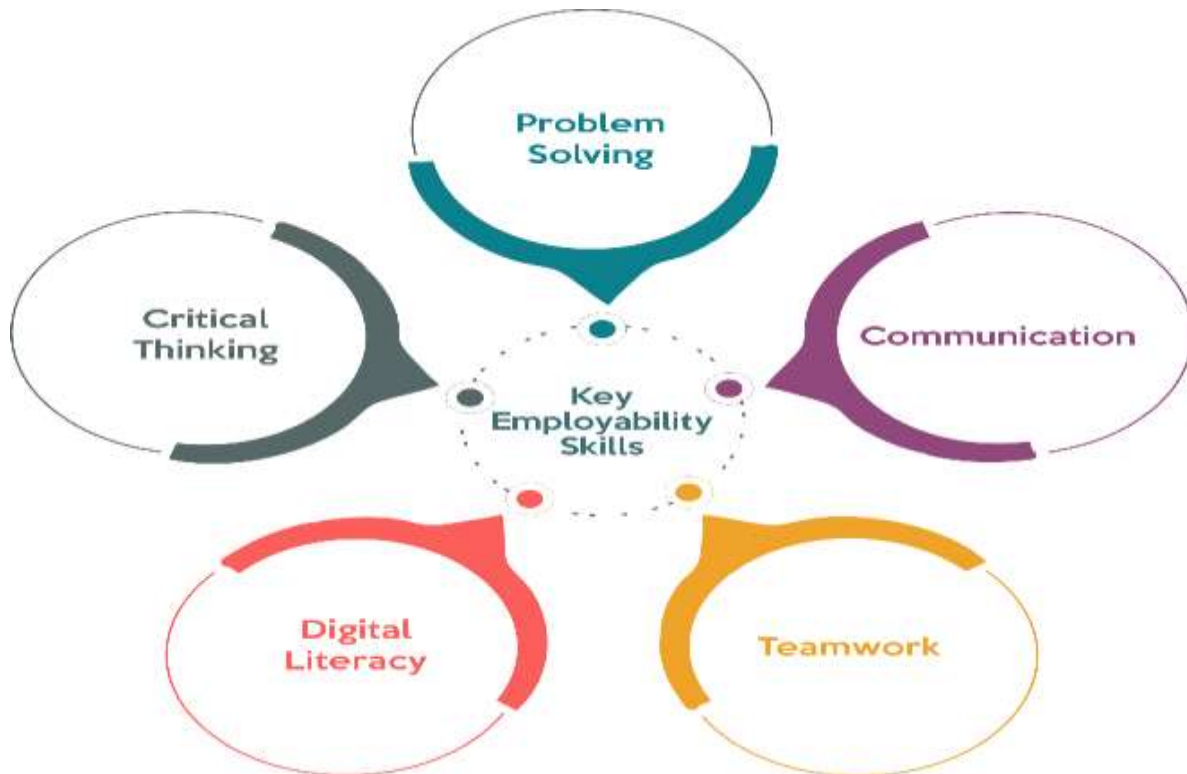 Problem
Solving
Critical
Thinking
Communication
Key
Employability
Skills
Digital
Literacy
Teamwork